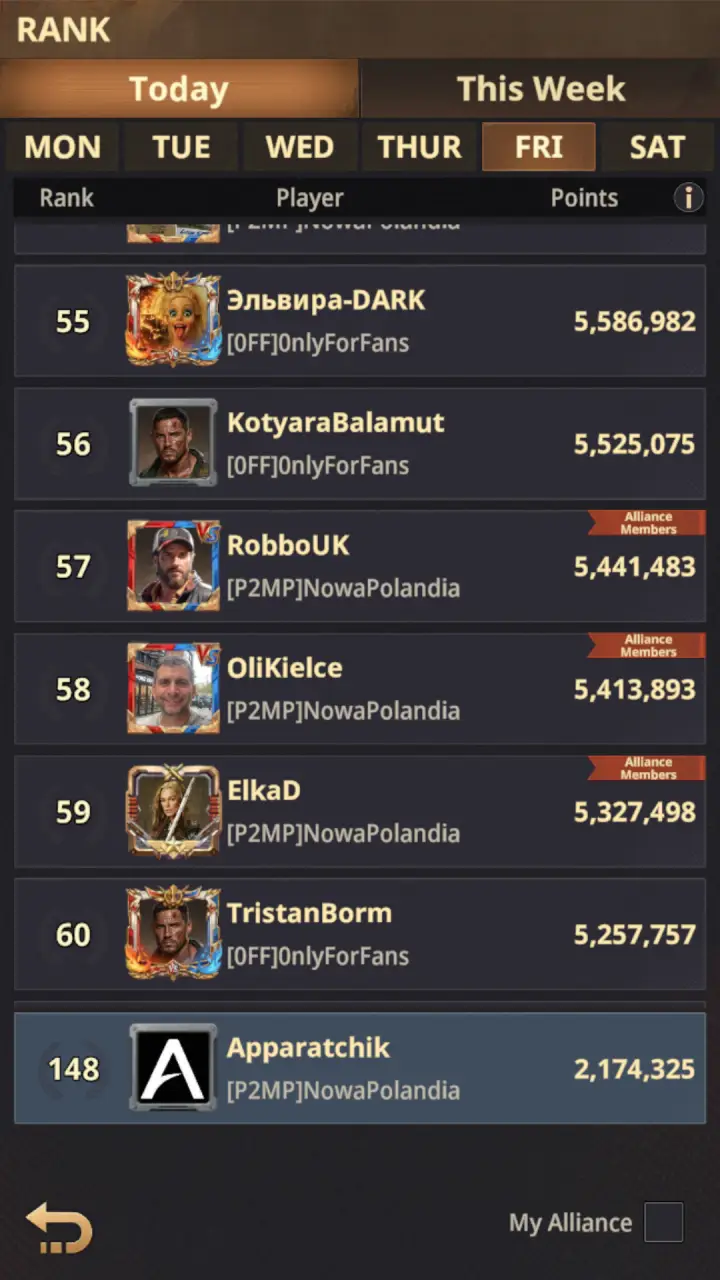 RANK
Today
This Week
MON TUE WED THUR FRI SAT
Rank Player Points
[P2MP]NowaPolandia
55 Эльвира-DARK 5,586,982
[0FF]0nlyForFans
56 KotyaraBalamut 5,525,075
[0FF]0nlyForFans
Alliance
Members
57 RobboUK 5,441,483
[P2MP]NowaPolandia
Alliance
Members
58 OliKielce 5,413,893
[P2MP]NowaPolandia
Alliance
Members
59 ElkaD 5,327,498
[P2MP]NowaPolandia
60 TristanBorm 5,257,757
[0FF]0nlyForFans
148 Apparatchik 2,174,325
[P2MP]NowaPolandia
My Alliance